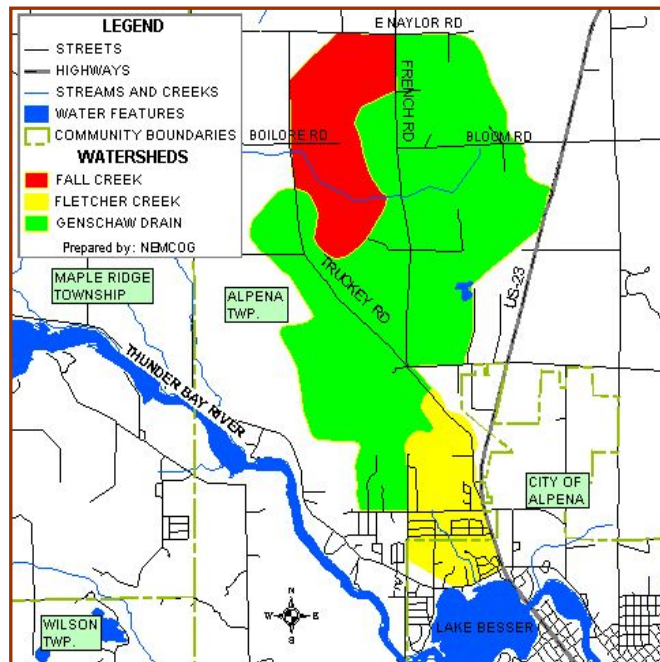 LEGEND
STREETS
HIGHWAYS
STREAMS AND CREEKS
WATER FEATURES
COMMUNITY BOUNDARIES
WATERSHEDS
FALL CREEK
FLETCHER CREEK
GENSCHAW DRAIN
Prepared by: NEMCOG
E NAYLOR RD
FRENCH RD
BOILORE RD
BLOOM RD
TRUCKEY RD
US-23
MAPLE RIDGE
TOWNSHIP
ALPENA
TWP.
THUNDER BAY RIVER
CITY OF
ALPENA
WILSON
TWP.
N
W
E
S
LAKE BESSER